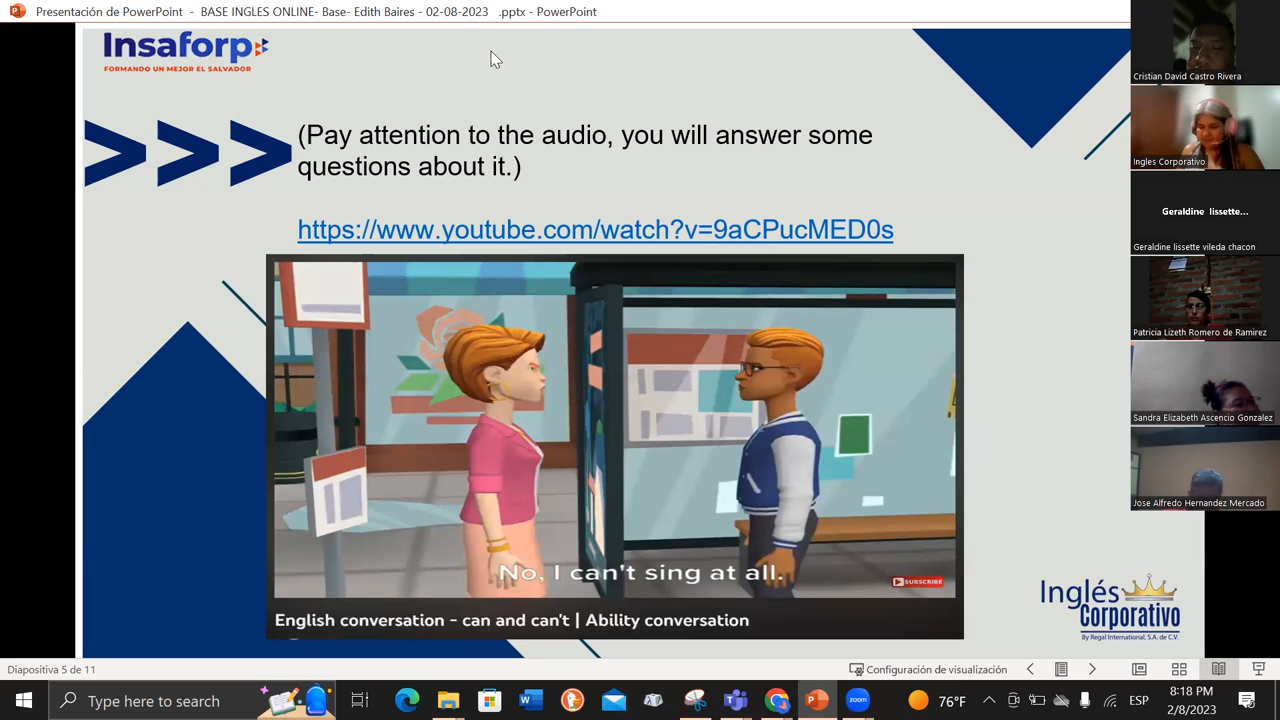 Presentación de PowerPoint - BASE INGLES ONLINE- Base- Edith Baires - 02-08-2023 .pptx - PowerPoint
Insaforp
FORMANDO UN MEJOR EL SALVADOR
(Pay attention to the audio, you will answer some
questions about it.)
https://www.youtube.com/watch?v=9aCPucMED0s
No, I can't sing at all.
SUBSCRIBE
English conversation - can and can't | Ability conversation
Inglés
Corporativo
By Regal International, S.A. de C.V.
Cristian David Castro Rivera
Ingles Corporativo
Geraldine lissette...
Geraldine lissette vileda chacon
Patricia Lizeth Romero de Ramirez
Sandra Elizabeth Ascencio Gonzalez
Jose Alfredo Hernandez Mercado
Diapositiva 5 de 11
Configuración de visualización
Type here to search
zoom
76°F
ESP
8:18 PM
2/8/2023